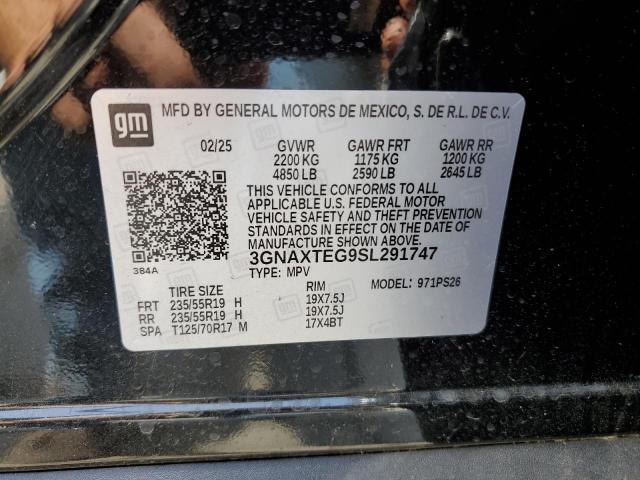 gm MFD BY GENERAL MOTORS DE MEXICO, S. DE R.L. DE C.V.
02/25 GVWR GAWR FRT GAWR RR
2200 KG 1175 KG 1200 KG
4850 LB 2590 LB 2645 LB
THIS VEHICLE CONFORMS TO ALL
APPLICABLE U.S. FEDERAL MOTOR
VEHICLE SAFETY AND THEFT PREVENTION
STANDARDS IN EFFECT ON THE DATE OF
MANUFACTURE SHOWN ABOVE.
384A 3GNAXTEG9SL291747
TYPE: MPV MODEL: 971PS26
TIRE SIZE RIM
FRT 235/55R19 H 19X7.5J
RR 235/55R19 H 19X7.5J
SPA T125/70R17 M 17X4BT